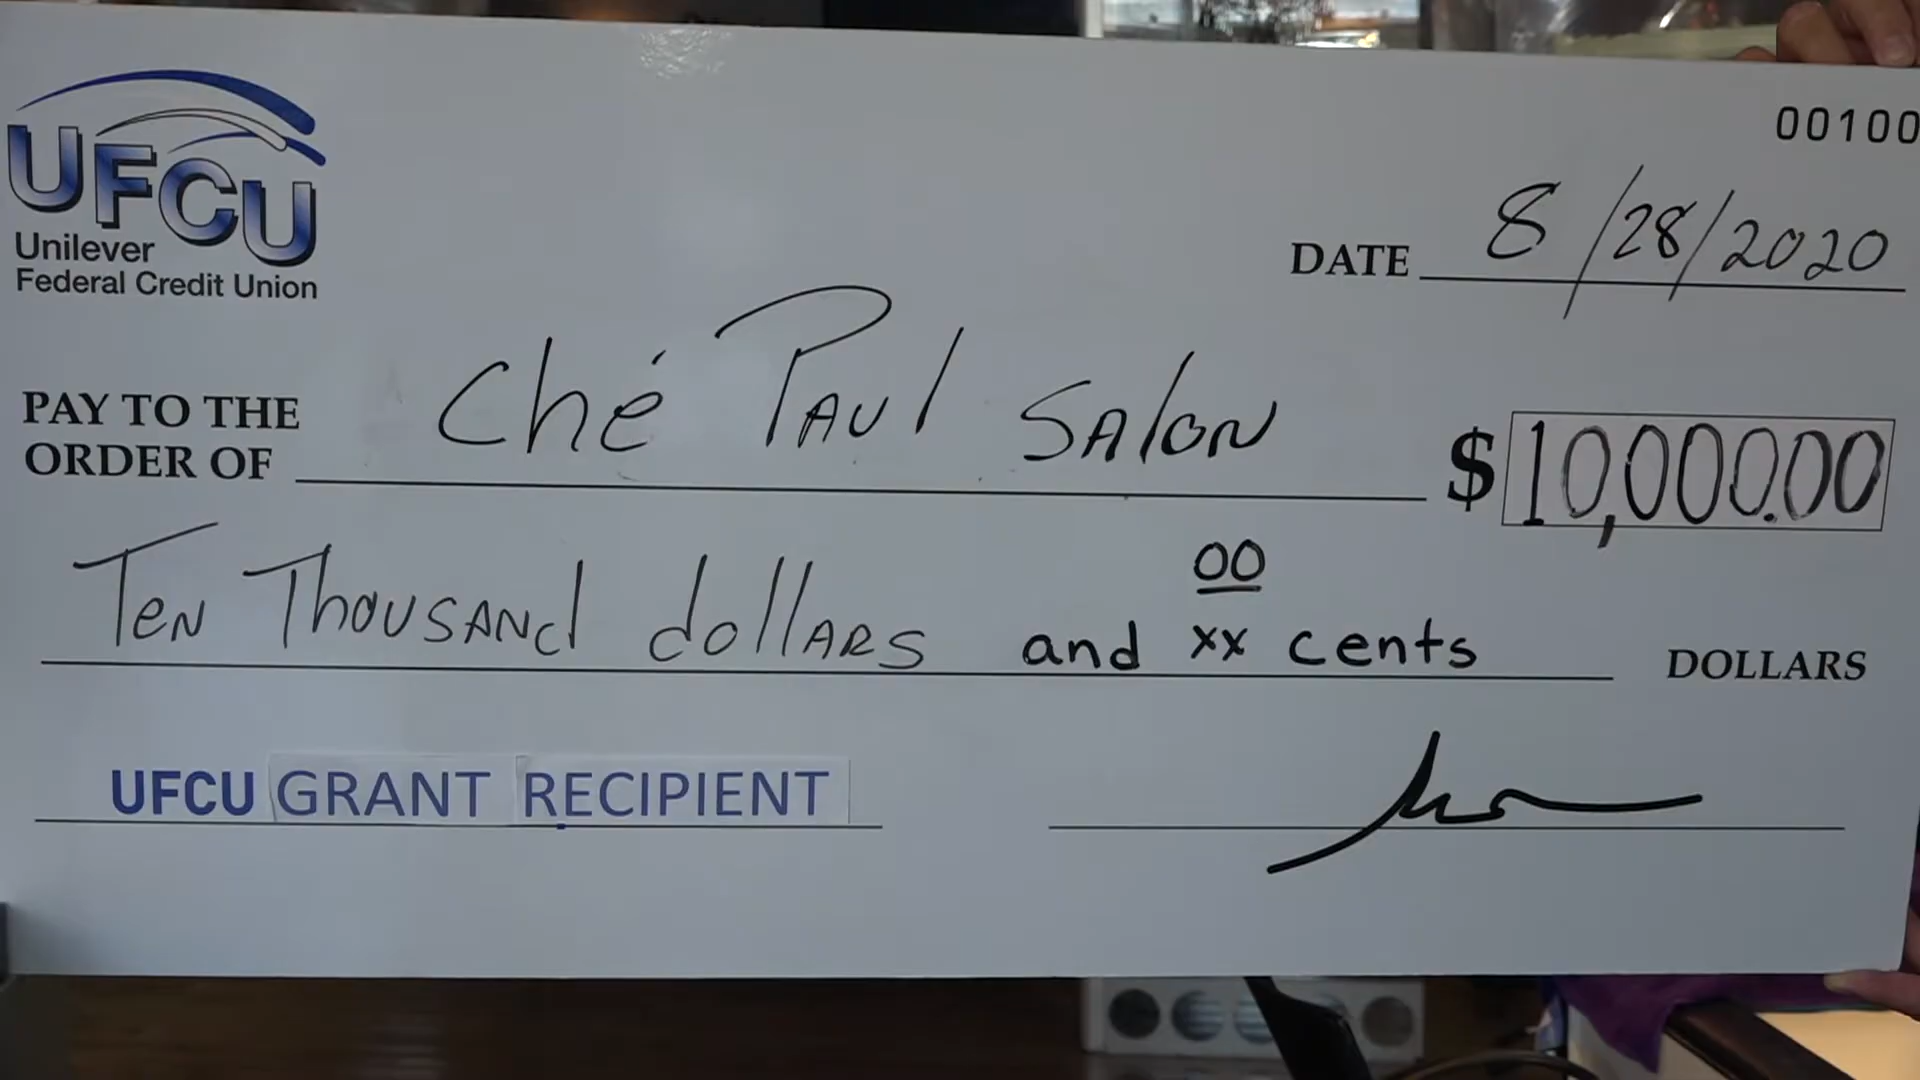 UFCU
Unilever
Federal Credit Union
00100
DATE 8/28/2020
PAY TO THE
ORDER OF Ché Paul Salon $ 10,000.00
Ten Thousand dollars and 00/xx cents DOLLARS
UFCU GRANT RECIPIENT